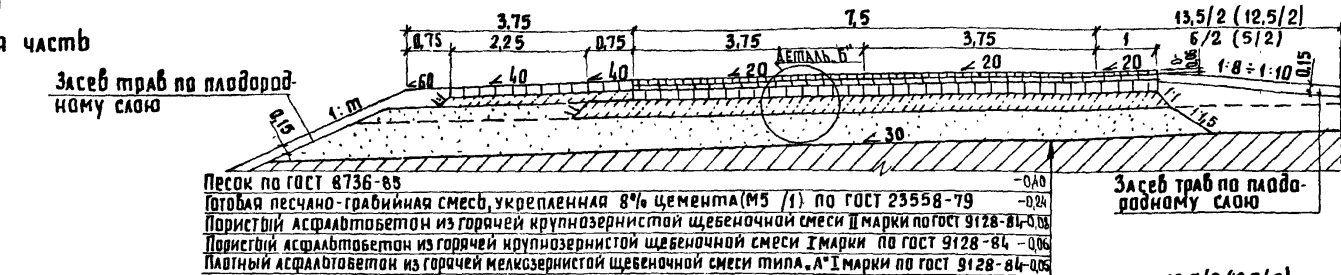 я часть
3,75
7,5
13,5/2 (12,5/2)
0,75
2,25
0,75
3,75
3,75
1
6/2 (5/2)
0,06
Деталь „Б"
Засев трав по плодород-
ному слою
60
40
40
20
20
20
1:8÷1:10
0,15
1:m
0,15
1:1,5
30
Песок по ГОСТ 8736-85 -0,40
Готовая песчано-гравийная смесь, укрепленная 8% цемента (М5 /1) по ГОСТ 23558-79 -0,24
Пористый асфальтобетон из горячей крупнозернистой щебеночной смеси II марки по ГОСТ 9128-84 -0,08
Пористый асфальтобетон из горячей крупнозернистой щебеночной смеси I марки по ГОСТ 9128-84 -0,06
Плотный асфальтобетон из горячей мелкозернистой щебеночной смеси типа „А" I марки по ГОСТ 9128-84 -0,05
Засев трав по плодо-
родному слою